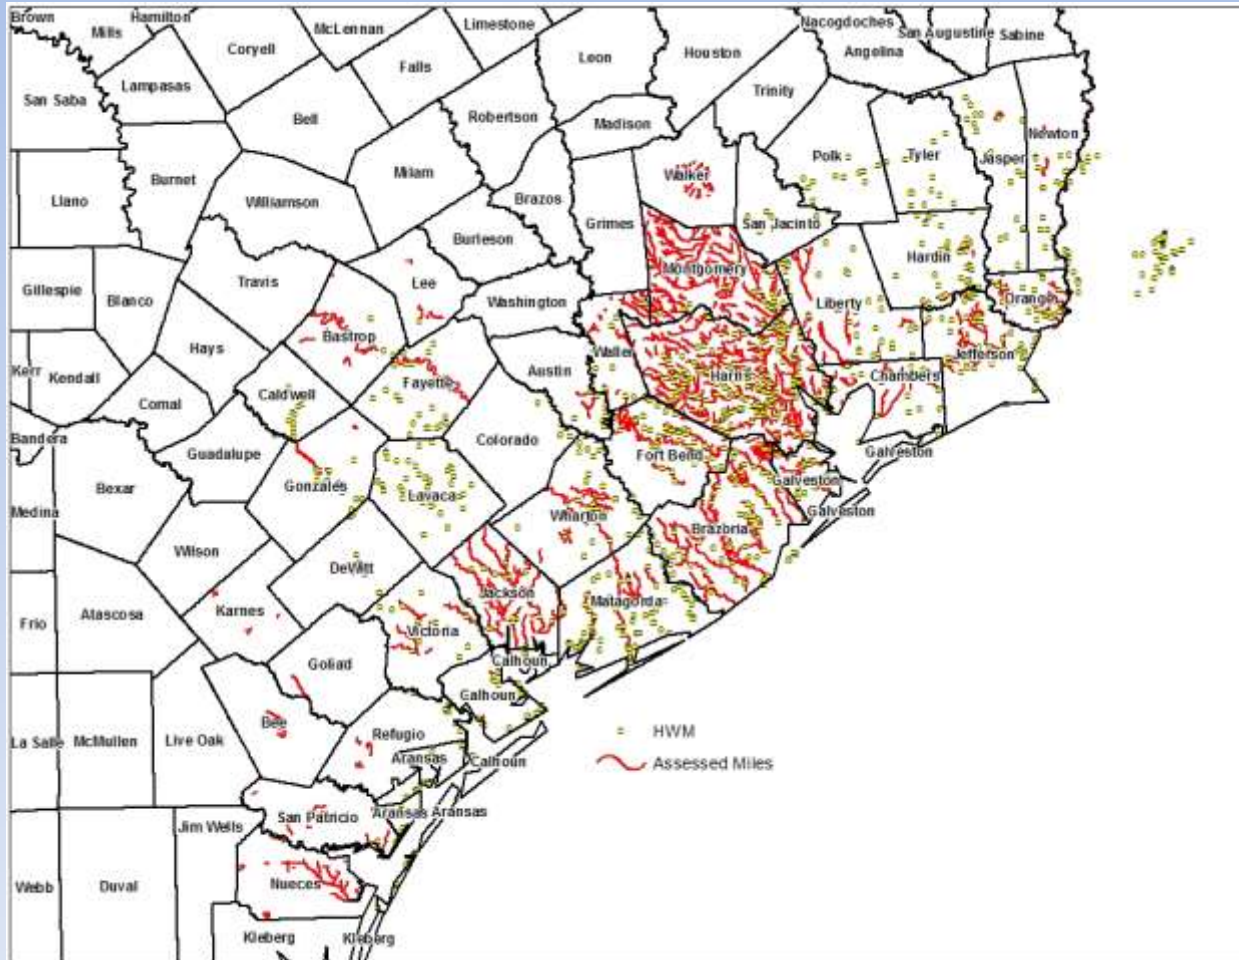 Brown
Hamilton
Mills
McLennan
Limestone
Nacogdoches
San Augustine
Sabine
Coryell
Falls
Leon
Houston
Angelina
Lampasas
San Saba
Trinity
Bell
Robertson
Madison
Newton
Polk
Tyler
Jasper
Milam
Walker
Burnet
Llano
Williamson
Brazos
Grimes
San Jacinto
Burleson
Hardin
Montgomery
Travis
Lee
Gillespie
Blanco
Washington
Liberty
Orange
Bastrop
Hays
Waller
Jefferson
Kerr
Kendall
Austin
Harris
Chambers
Fayette
Caldwell
Comal
Bandera
Colorado
Guadalupe
Fort Bend
Galveston
Bexar
Gonzales
Lavaca
Galveston
Medina
Wharton
Galveston
Brazoria
Wilson
DeWitt
Jackson
Matagorda
Karnes
Atascosa
Frio
Victoria
Goliad
Calhoun
Calhoun
Bee
HWM
La Salle
McMullen
Live Oak
Refugio
Aransas
Calhoun
Assessed Miles
San Patricio
Aransas
Aransas
Jim Wells
Webb
Duval
Nueces
Kleberg
Kleberg